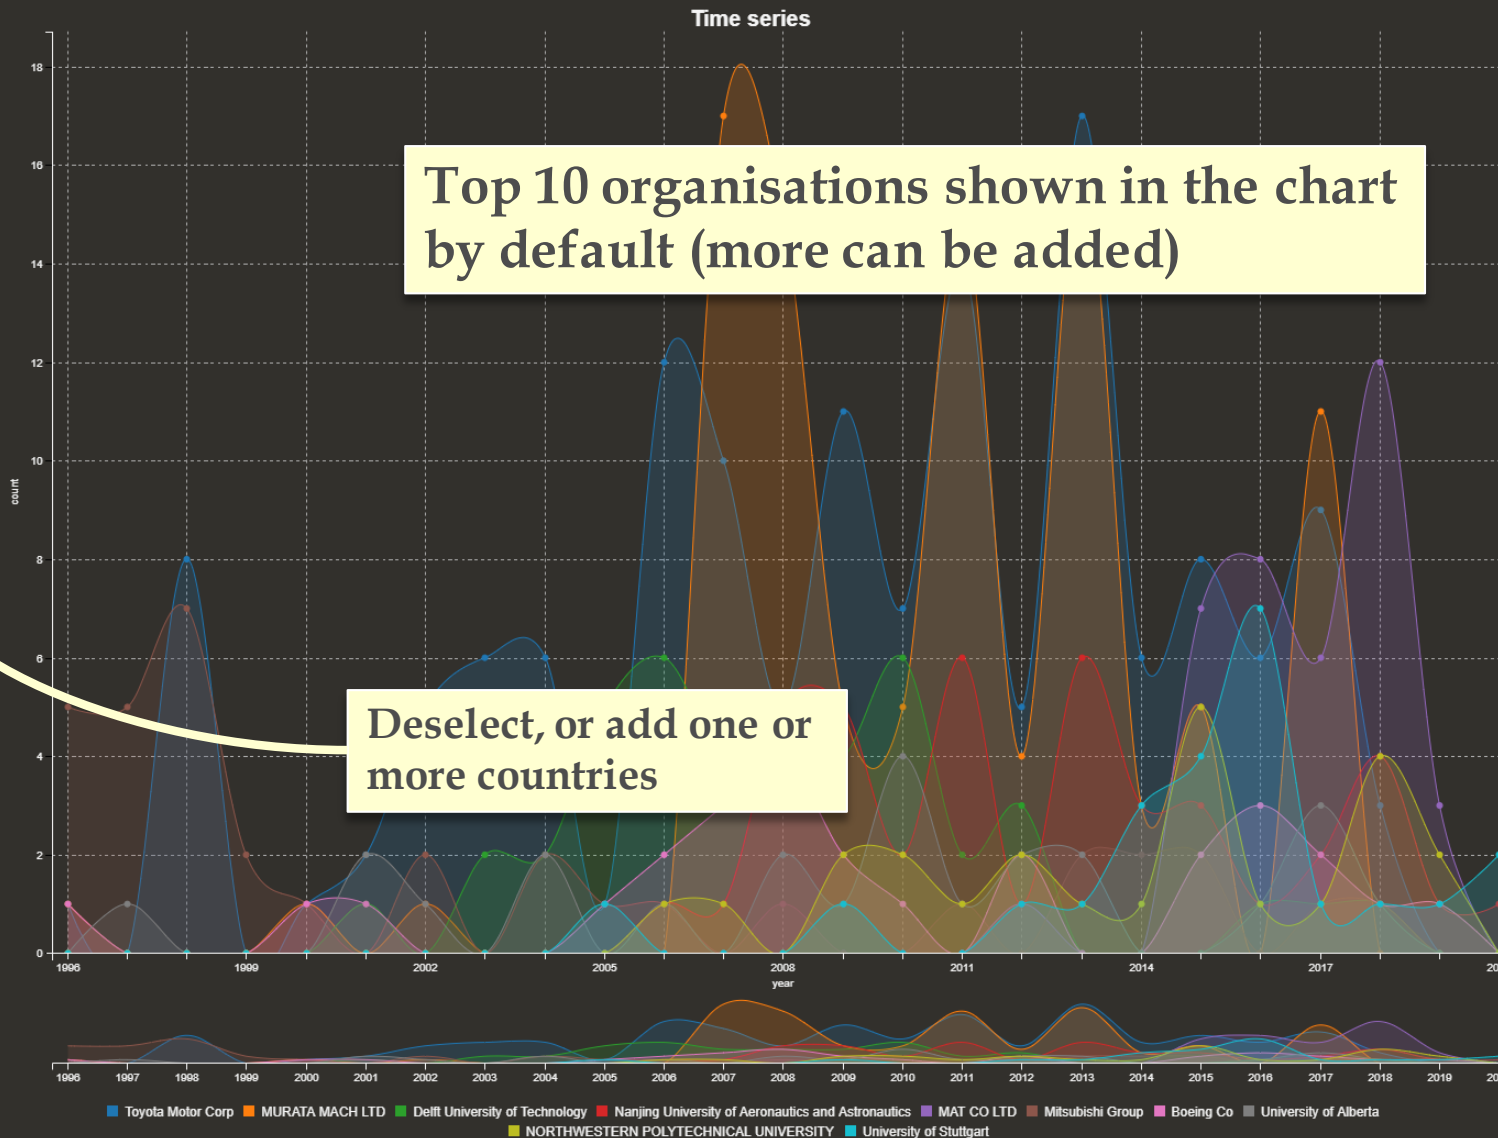 Time series
18
16
Top 10 organisations shown in the chart
by default (more can be added)
14
12
10
count
8
6
Deselect, or add one or
more countries
4
2
0
1996 1999 2002 2005 2008 2011 2014 2017 20
year
1996 1997 1998 1999 2000 2001 2002 2003 2004 2005 2006 2007 2008 2009 2010 2011 2012 2013 2014 2015 2016 2017 2018 2019 20
Toyota Motor Corp MURATA MACH LTD Delft University of Technology Nanjing University of Aeronautics and Astronautics MAT CO LTD Mitsubishi Group Boeing Co University of Alberta
NORTHWESTERN POLYTECHNICAL UNIVERSITY University of Stuttgart